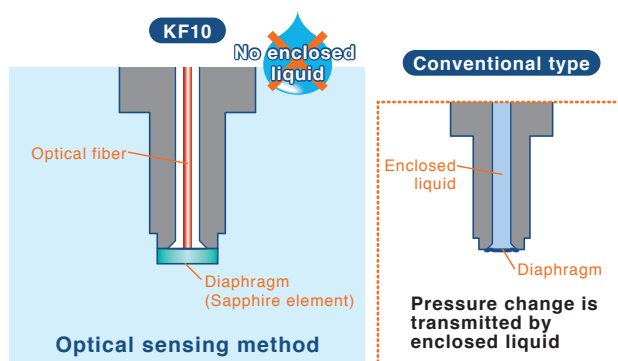 KF10
No enclosed
liquid
Optical fiber
Diaphragm
(Sapphire element)
Optical sensing method
Conventional type
Enclosed
liquid
Diaphragm
Pressure change is
transmitted by
enclosed liquid